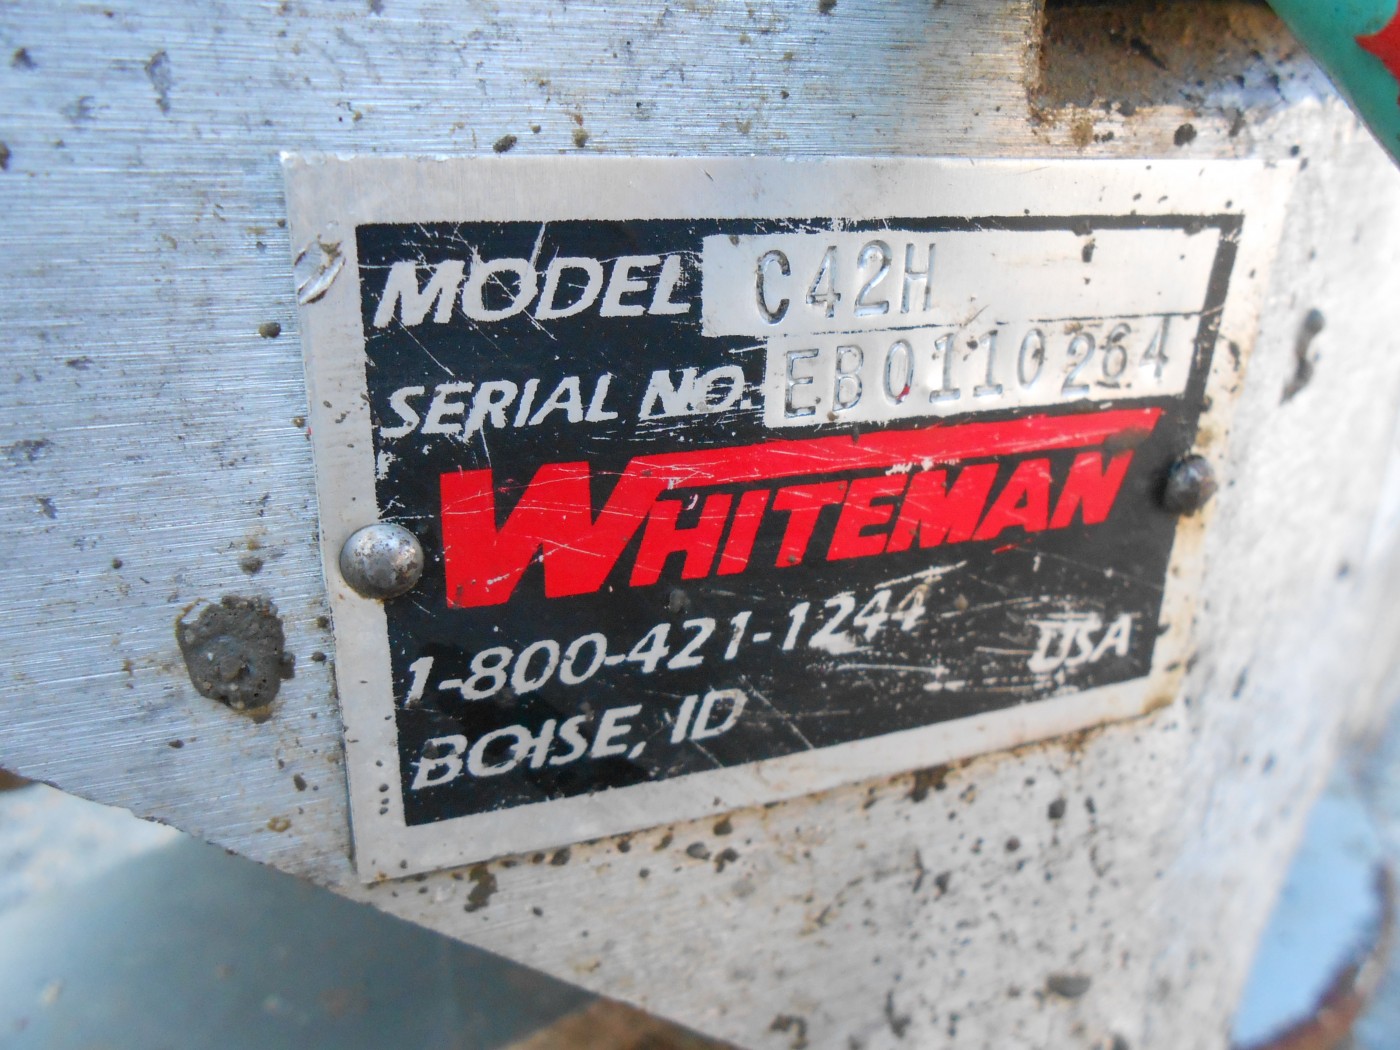 MODEL C42H
SERIAL NO. EB0110264
WHITEMAN
1-800-421-1244
BOISE, ID USA